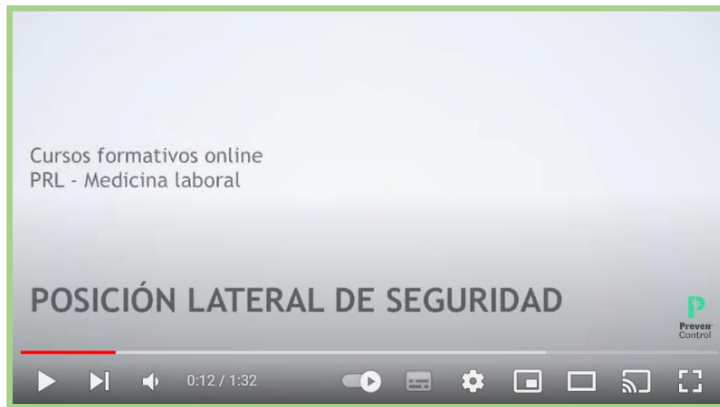 Cursos formativos online
PRL - Medicina laboral
POSICIÓN LATERAL DE SEGURIDAD
Preven
Control
0:12 / 1:32